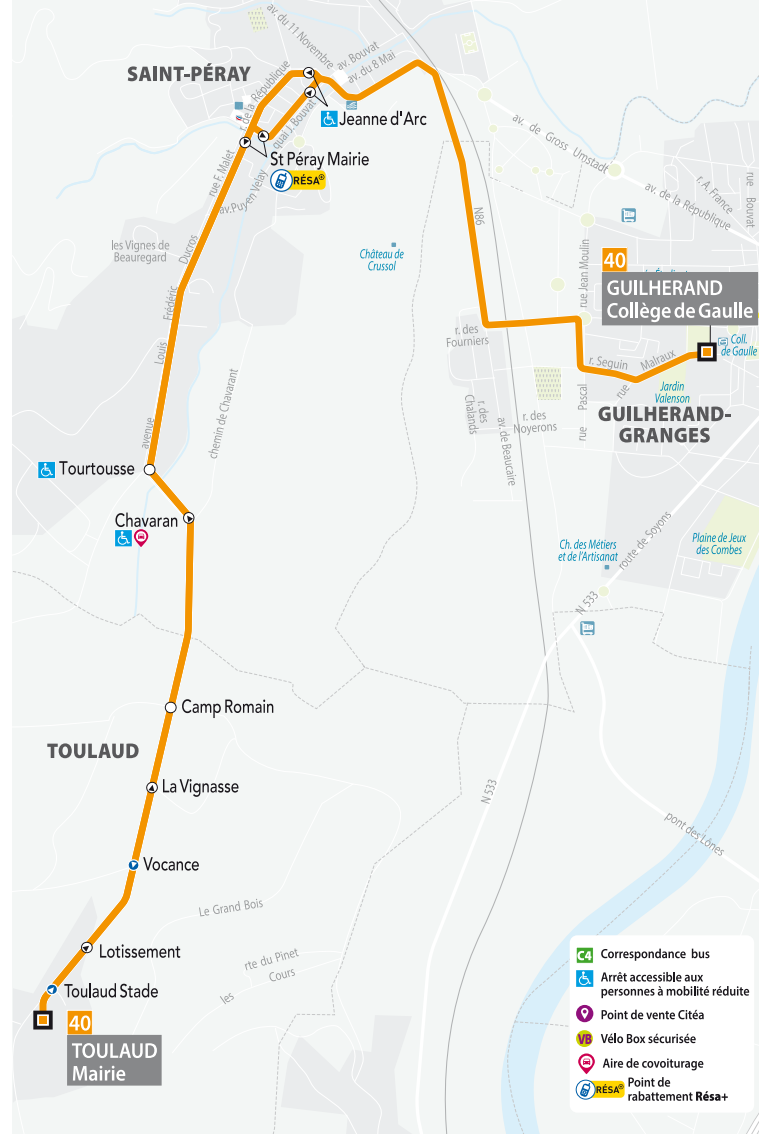 av. du 11 Novembre
av. Bouvat
av. du 8 Mai
SAINT-PÉRAY
r. de la République
quai J. Bouvat
Jeanne d'Arc
St Péray Mairie
RÉSA+
rue F. Malet
av.Puy en Velay
les Vignes de
Beauregard
avenue Louis Frédéric Ducros
chemin de Chavarant
Château de
Crussol
N86
av. de Gross Umstadt
av. de la République
r. A. France
rue Bouvat
rue Jean Moulin
40
GUILHERAND
Collège de Gaulle
Coll.
de Gaulle
r. des
Fourniers
r. Sequin
rue Malraux
Jardin
Valenson
GUILHERAND-
GRANGES
r. des
Chalands
av. de Beaucaire
r. des
Noyerons
rue Pascal
Tourtousse
Chavaran
Ch. des Métiers
et de l'Artisanat
route de Soyons
Plaine de Jeux
des Combes
N 533
Camp Romain
TOULAUD
La Vignasse
N 533
pont des Lônes
Vocance
Le Grand Bois
Lotissement
rte du Pinet
les Cours
Toulaud Stade
40
TOULAUD
Mairie
C4 Correspondance bus
Arrêt accessible aux
personnes à mobilité réduite
Point de vente Citéa
VB Vélo Box sécurisée
Aire de covoiturage
RÉSA+ Point de
rabattement Résa+